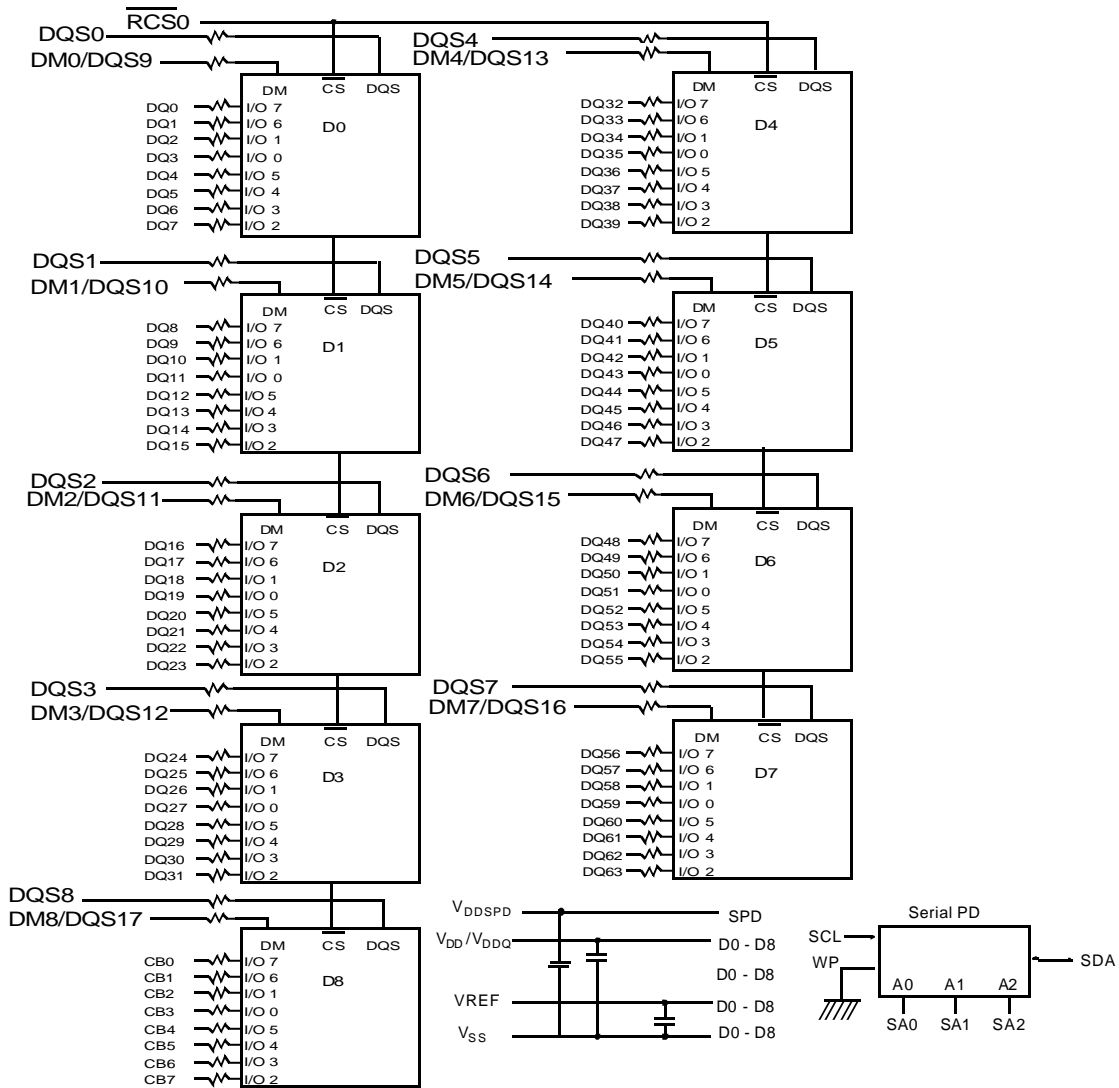 RCS0
DQS0
DM0/DQS9
DM CS DQS
D0
DQ0 I/O 7
DQ1 I/O 6
DQ2 I/O 1
DQ3 I/O 0
DQ4 I/O 5
DQ5 I/O 4
DQ6 I/O 3
DQ7 I/O 2
DQS1
DM1/DQS10
DM CS DQS
D1
DQ8 I/O 7
DQ9 I/O 6
DQ10 I/O 1
DQ11 I/O 0
DQ12 I/O 5
DQ13 I/O 4
DQ14 I/O 3
DQ15 I/O 2
DQS2
DM2/DQS11
DM CS DQS
D2
DQ16 I/O 7
DQ17 I/O 6
DQ18 I/O 1
DQ19 I/O 0
DQ20 I/O 5
DQ21 I/O 4
DQ22 I/O 3
DQ23 I/O 2
DQS3
DM3/DQS12
DM CS DQS
D3
DQ24 I/O 7
DQ25 I/O 6
DQ26 I/O 1
DQ27 I/O 0
DQ28 I/O 5
DQ29 I/O 4
DQ30 I/O 3
DQ31 I/O 2
DQS8
DM8/DQS17
DM CS DQS
D8
CB0 I/O 7
CB1 I/O 6
CB2 I/O 1
CB3 I/O 0
CB4 I/O 5
CB5 I/O 4
CB6 I/O 3
CB7 I/O 2
DQS4
DM4/DQS13
DM CS DQS
D4
DQ32 I/O 7
DQ33 I/O 6
DQ34 I/O 1
DQ35 I/O 0
DQ36 I/O 5
DQ37 I/O 4
DQ38 I/O 3
DQ39 I/O 2
DQS5
DM5/DQS14
DM CS DQS
D5
DQ40 I/O 7
DQ41 I/O 6
DQ42 I/O 1
DQ43 I/O 0
DQ44 I/O 5
DQ45 I/O 4
DQ46 I/O 3
DQ47 I/O 2
DQS6
DM6/DQS15
DM CS DQS
D6
DQ48 I/O 7
DQ49 I/O 6
DQ50 I/O 1
DQ51 I/O 0
DQ52 I/O 5
DQ53 I/O 4
DQ54 I/O 3
DQ55 I/O 2
DQS7
DM7/DQS16
DM CS DQS
D7
DQ56 I/O 7
DQ57 I/O 6
DQ58 I/O 1
DQ59 I/O 0
DQ60 I/O 5
DQ61 I/O 4
DQ62 I/O 3
DQ63 I/O 2
VDDSPD SPD
VDD/VDDQ D0 - D8
D0 - D8
VREF D0 - D8
VSS D0 - D8
Serial PD
SCL
WP
SDA
A0 A1 A2
SA0 SA1 SA2